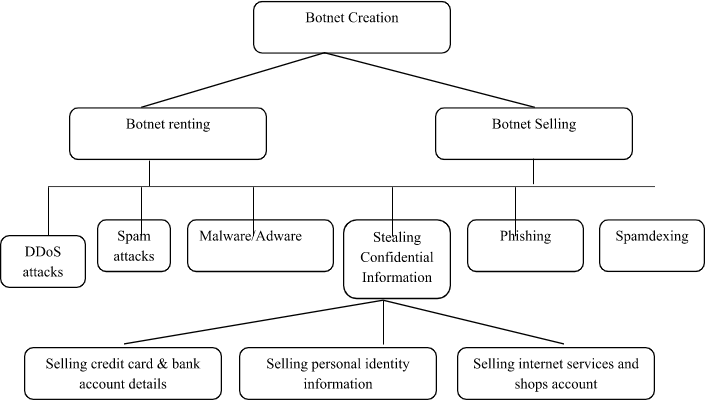 Botnet Creation
Botnet renting
Botnet Selling
DDoS
attacks
Spam
attacks
Malware/Adware
Stealing
Confidential
Information
Phishing
Spamdexing
Selling credit card & bank
account details
Selling personal identity
information
Selling internet services and
shops account